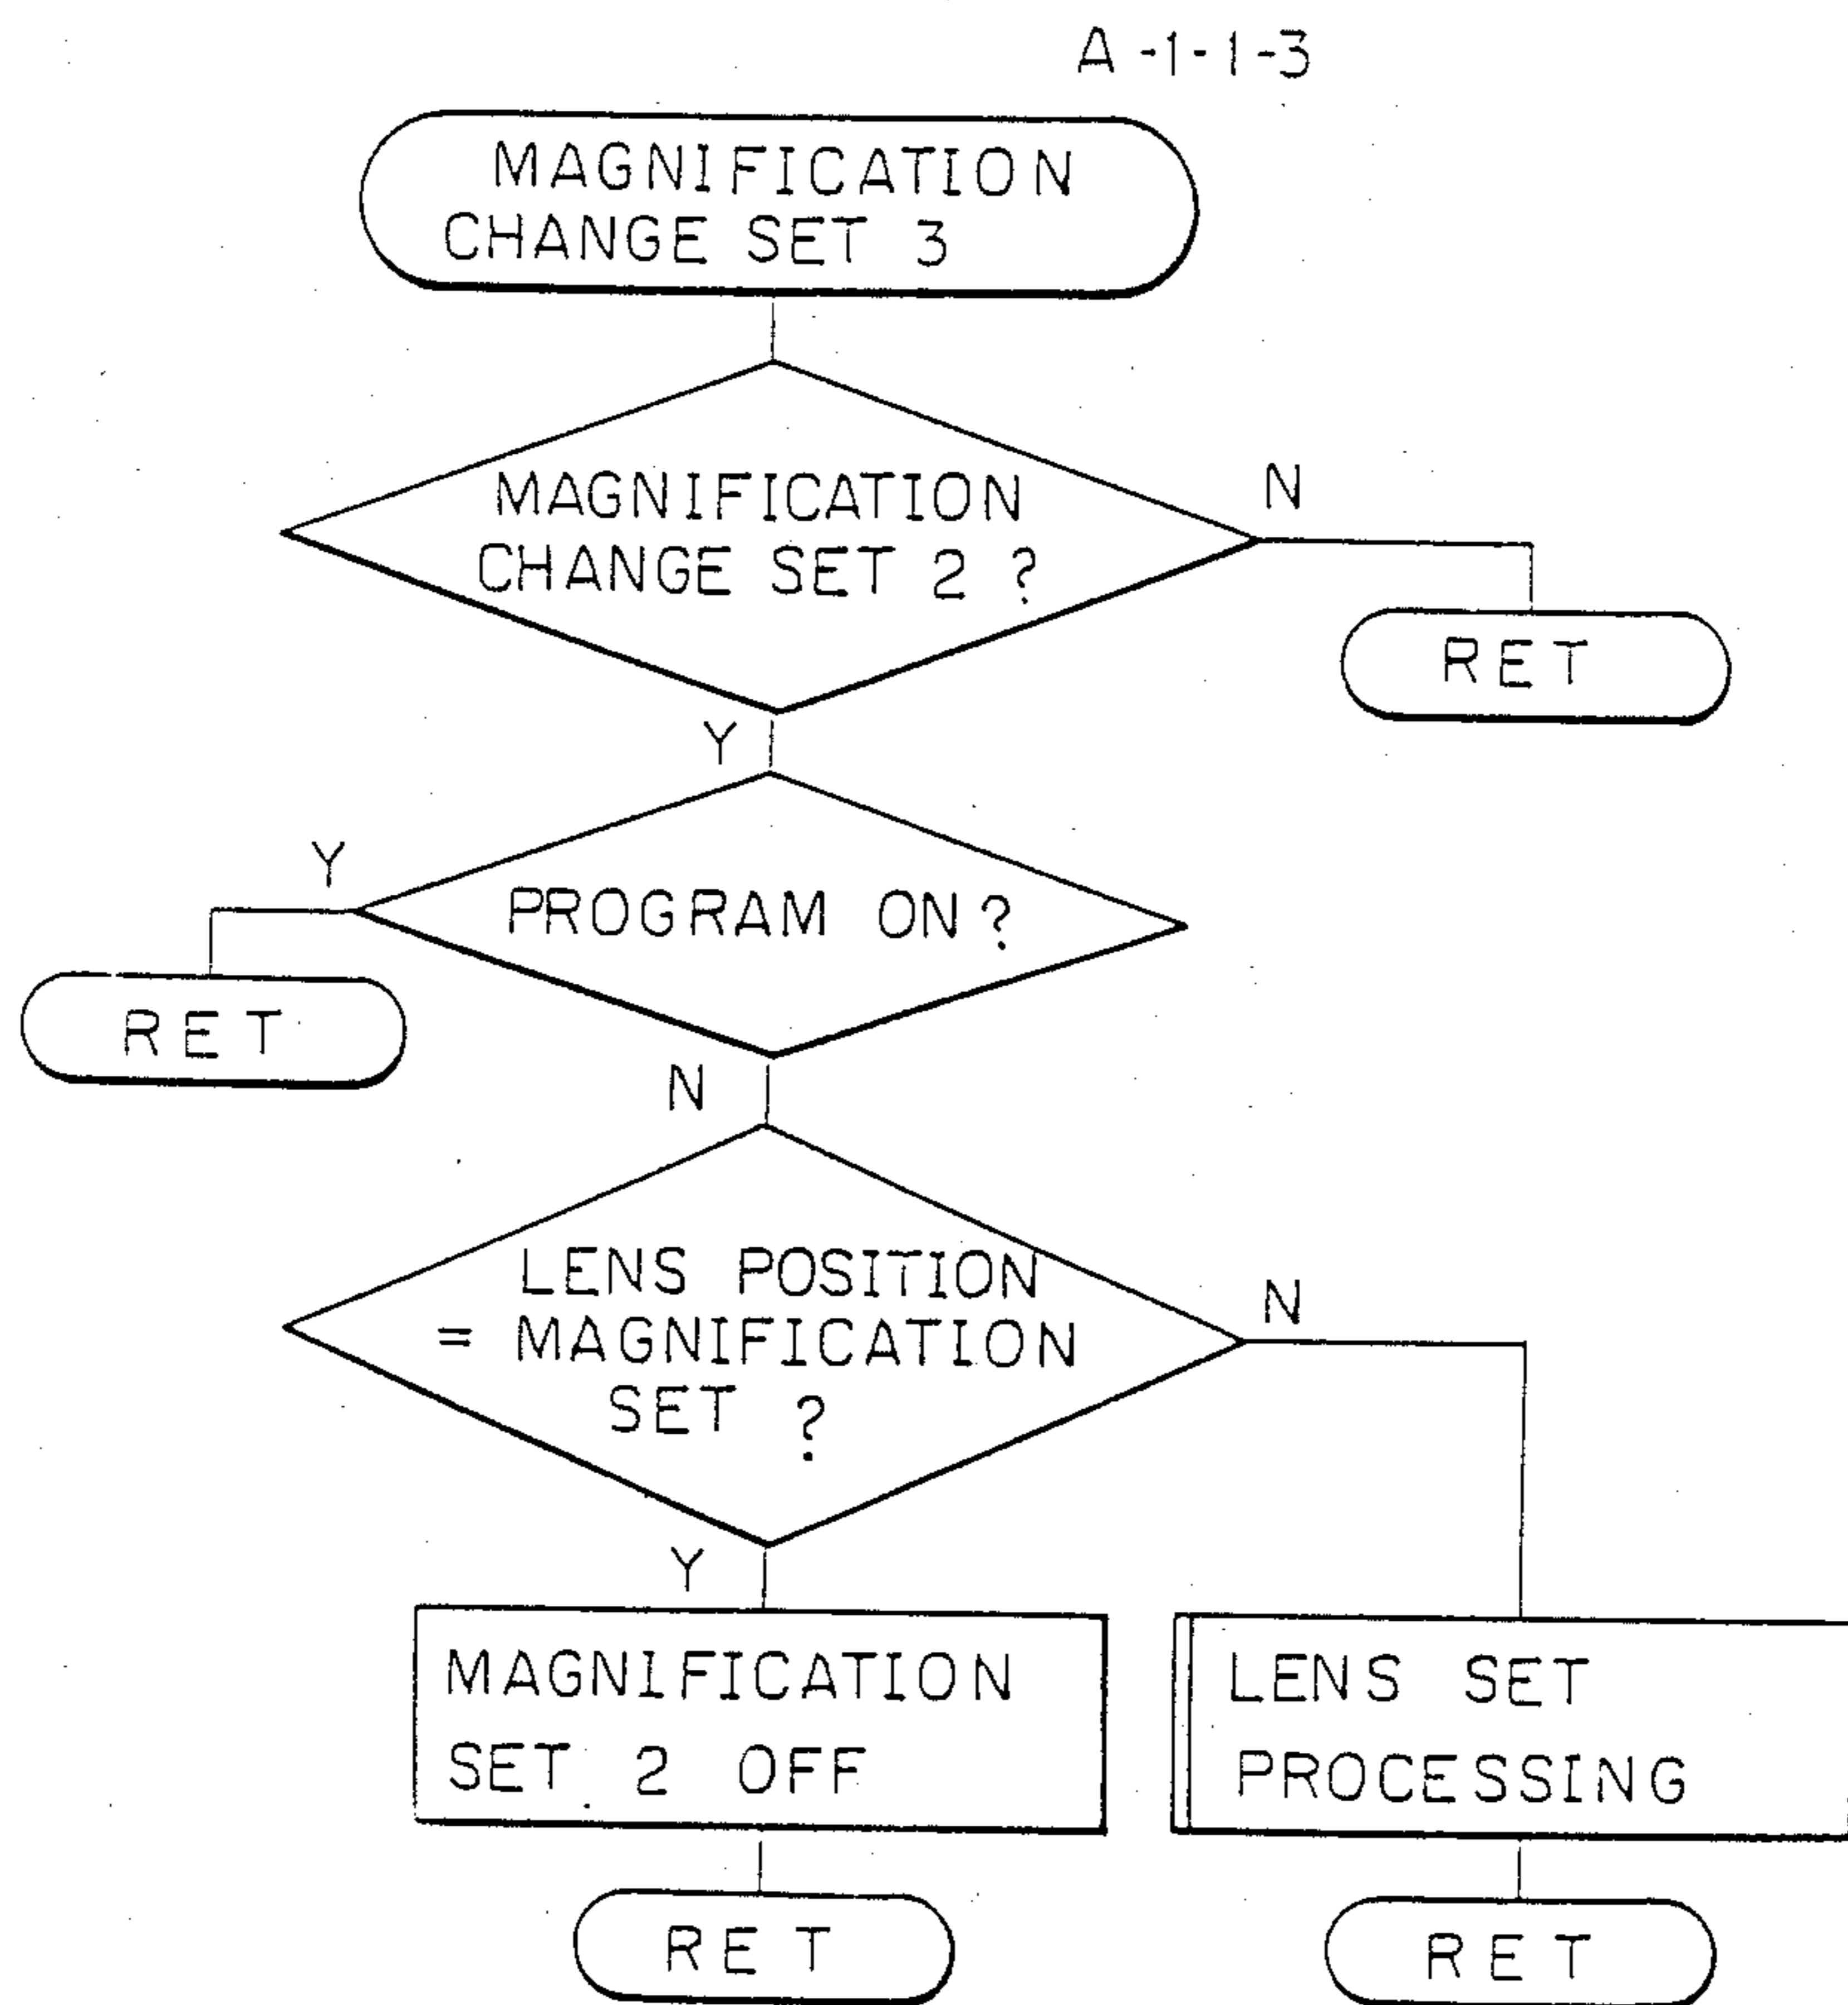 A-1-1-3
MAGNIFICATION
CHANGE SET 3
MAGNIFICATION
CHANGE SET 2 ?
N
RET
Y
PROGRAM ON?
Y
RET
N
LENS POSITION
= MAGNIFICATION
SET ?
N
Y
MAGNIFICATION
SET 2 OFF
LENS SET
PROCESSING
RET
RET